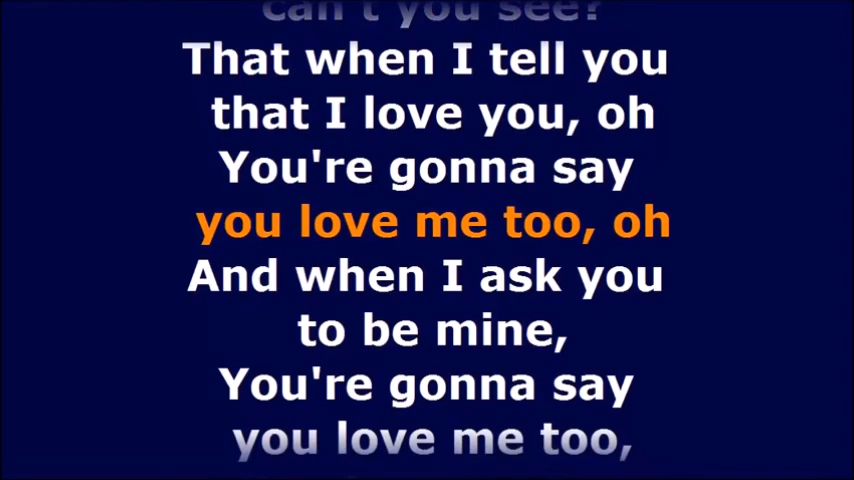 can't you see?
That when I tell you
that I love you, oh
You're gonna say
you love me too, oh
And when I ask you
to be mine,
You're gonna say
you love me too,